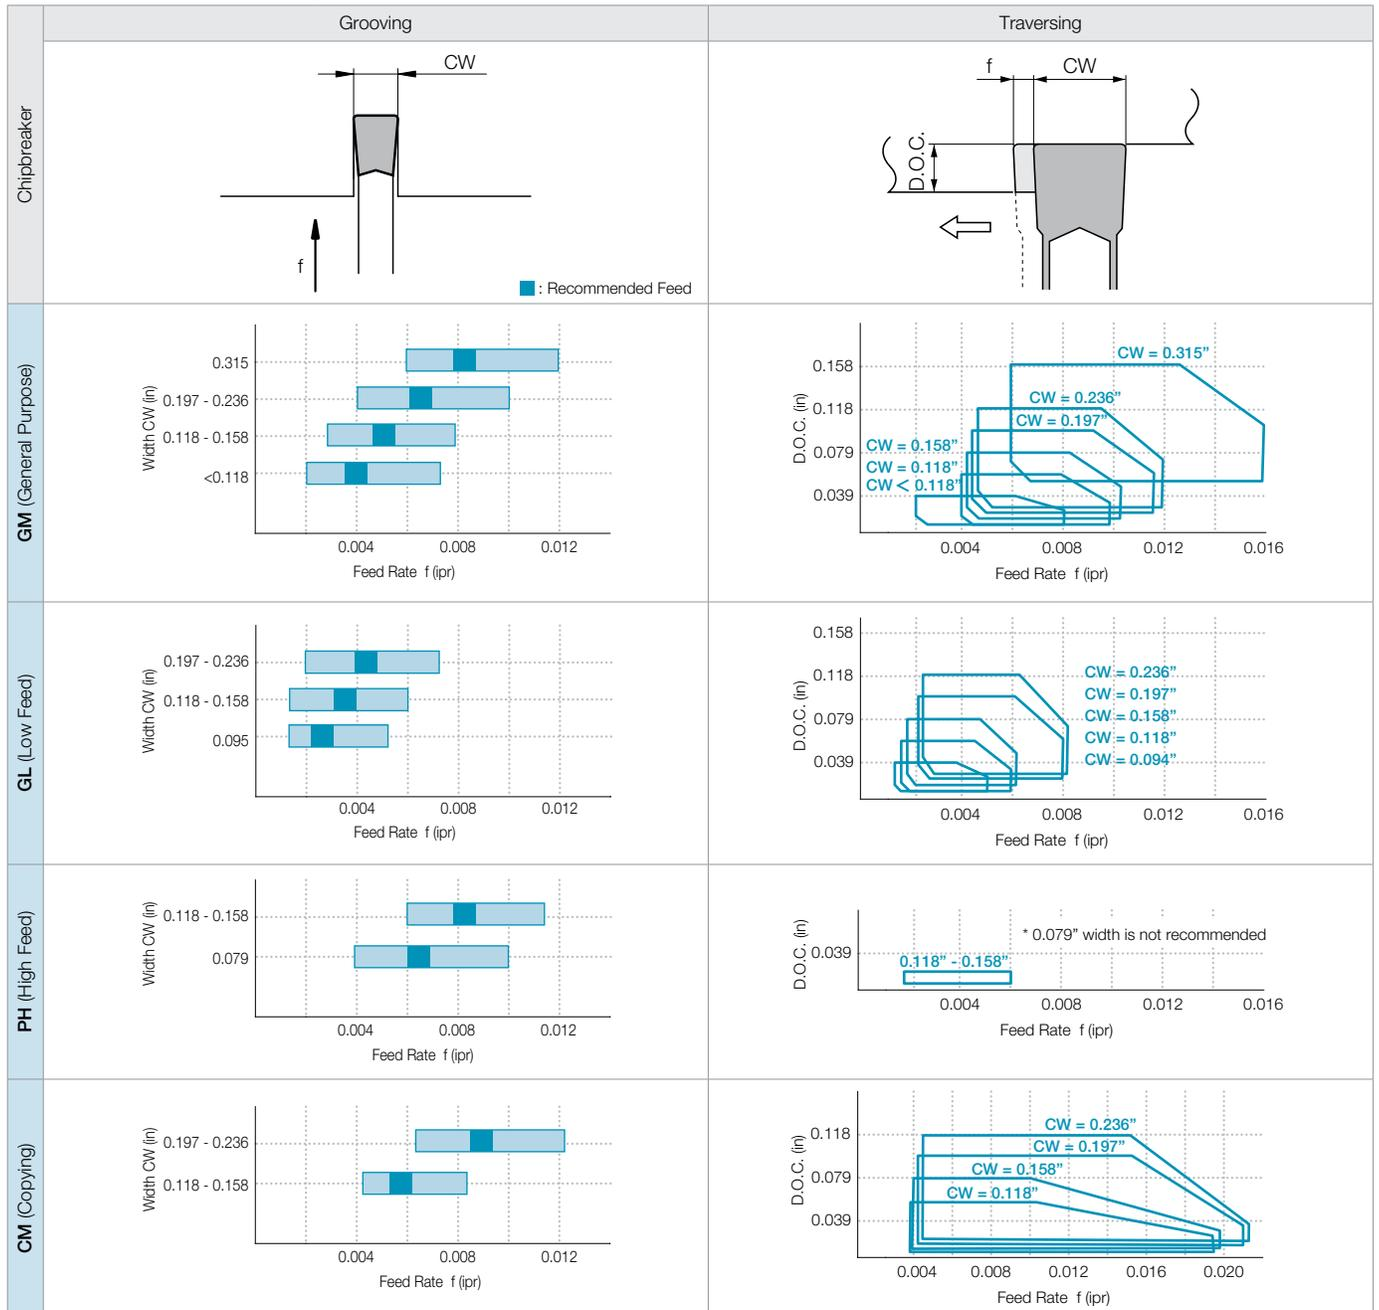 Grooving
Traversing
Chipbreaker
CW
f
: Recommended Feed
f
CW
D.O.C.
GM (General Purpose)
Width CW (in)
0.315
0.197 - 0.236
0.118 - 0.158
<0.118
0.004 0.008 0.012
Feed Rate f (ipr)
D.O.C. (in)
0.158
0.118
0.079
0.039
CW = 0.315”
CW = 0.236”
CW = 0.197”
CW = 0.158”
CW = 0.118”
CW < 0.118”
0.004 0.008 0.012 0.016
Feed Rate f (ipr)
GL (Low Feed)
Width CW (in)
0.197 - 0.236
0.118 - 0.158
0.095
0.004 0.008 0.012
Feed Rate f (ipr)
D.O.C. (in)
0.158
0.118
0.079
0.039
CW = 0.236”
CW = 0.197”
CW = 0.158”
CW = 0.118”
CW = 0.094”
0.004 0.008 0.012 0.016
Feed Rate f (ipr)
PH (High Feed)
Width CW (in)
0.118 - 0.158
0.079
0.004 0.008 0.012
Feed Rate f (ipr)
D.O.C. (in)
* 0.079” width is not recommended
0.039
0.118” - 0.158”
0.004 0.008 0.012 0.016
Feed Rate f (ipr)
CM (Copying)
Width CW (in)
0.197 - 0.236
0.118 - 0.158
0.004 0.008 0.012
Feed Rate f (ipr)
D.O.C. (in)
0.118
0.079
0.039
CW = 0.236”
CW = 0.197”
CW = 0.158”
CW = 0.118”
0.004 0.008 0.012 0.016 0.020
Feed Rate f (ipr)